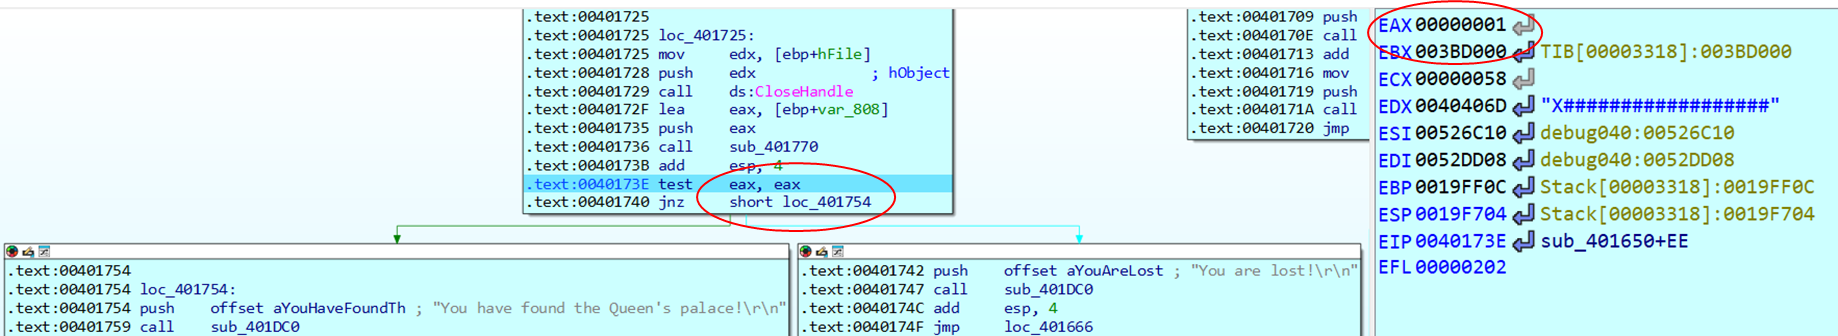 .text:00401725
.text:00401725 loc_401725:
.text:00401725 mov edx, [ebp+hFile]
.text:00401728 push edx ; hObject
.text:00401729 call ds:CloseHandle
.text:0040172F lea eax, [ebp+var_808]
.text:00401735 push eax
.text:00401736 call sub_401770
.text:0040173B add esp, 4
.text:0040173E test eax, eax
.text:00401740 jnz short loc_401754
.text:00401709 push
.text:0040170E call
.text:00401713 add
.text:00401716 mov
.text:00401719 push
.text:0040171A call
.text:00401720 jmp
.text:00401754
.text:00401754 loc_401754:
.text:00401754 push offset aYouHaveFoundTh ; "You have found the Queen's palace!\r\n"
.text:00401759 call sub_401DC0
.text:00401742 push offset aYouAreLost ; "You are lost!\r\n"
.text:00401747 call sub_401DC0
.text:0040174C add esp, 4
.text:0040174F jmp loc_401666
EAX 00000001
EBX 003BD000 TIB[00003318]:003BD000
ECX 00000058
EDX 0040406D "X##################"
ESI 00526C10 debug040:00526C10
EDI 0052DD08 debug040:0052DD08
EBP 0019FF0C Stack[00003318]:0019FF0C
ESP 0019F704 Stack[00003318]:0019F704
EIP 0040173E sub_401650+EE
EFL 00000202